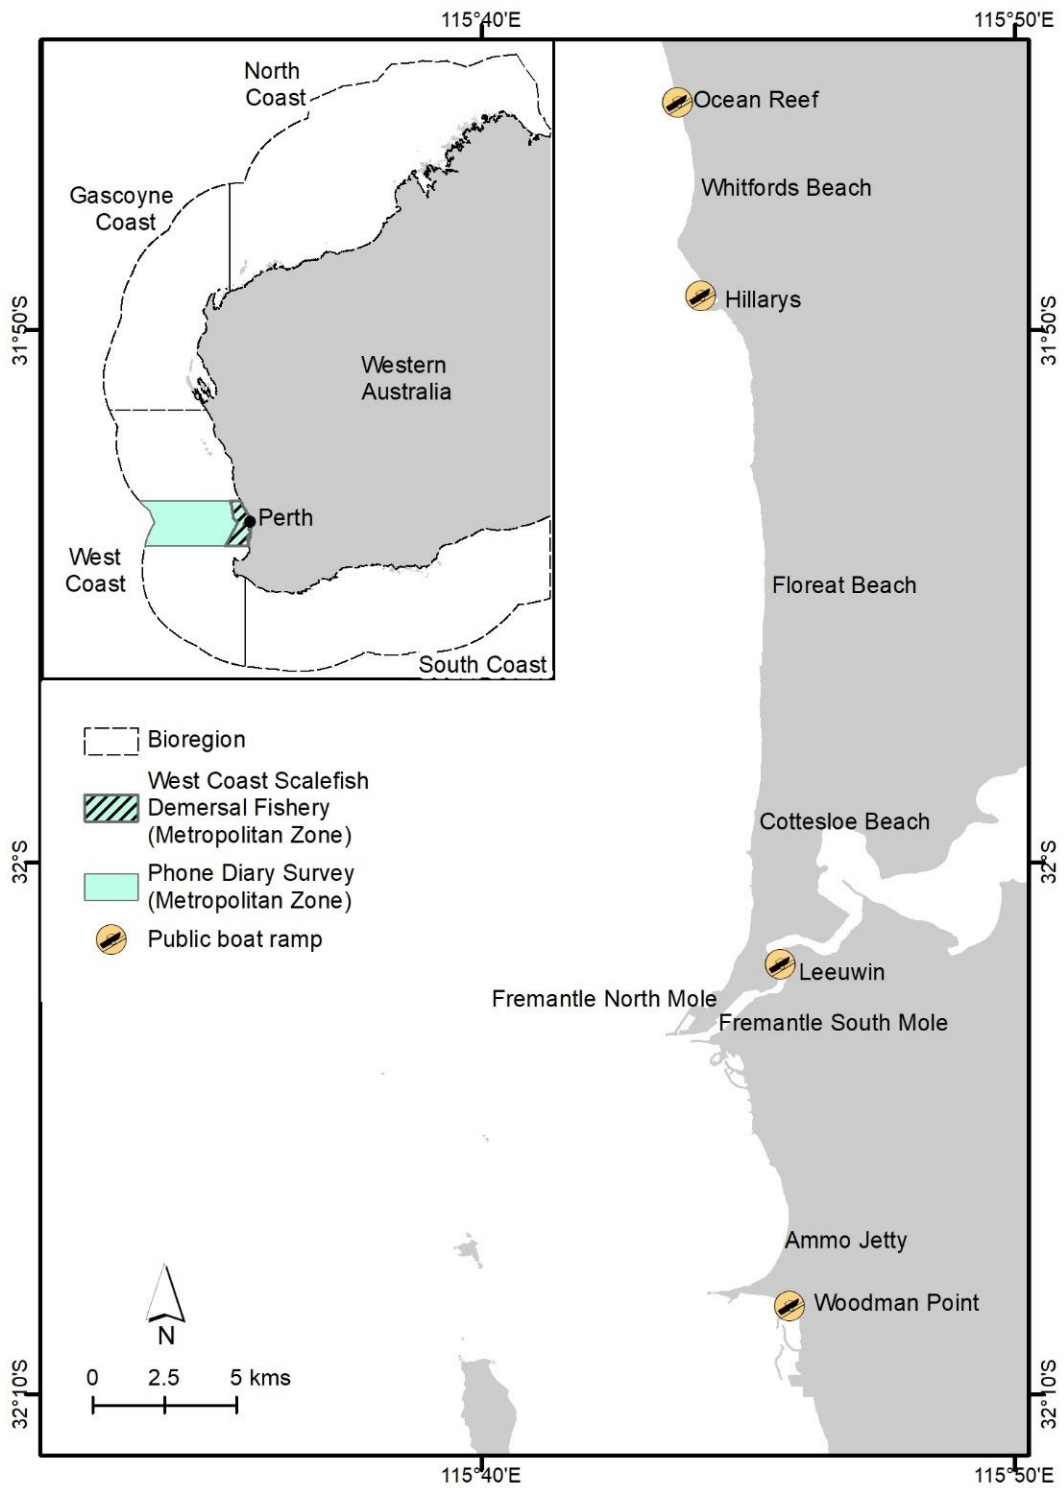 115°40'E
115°50'E
North
Coast
Gascoyne
Coast
Western
Australia
Perth
West
Coast
South Coast
Ocean Reef
Whitfords Beach
Hillarys
31°50'S
31°50'S
Floreat Beach
Bioregion
West Coast Scalefish
Demersal Fishery
(Metropolitan Zone)
Phone Diary Survey
(Metropolitan Zone)
Public boat ramp
Cottesloe Beach
32°S
32°S
Leeuwin
Fremantle North Mole
Fremantle South Mole
Ammo Jetty
Woodman Point
N
0 2.5 5 kms
32°10'S
32°10'S
115°40'E
115°50'E